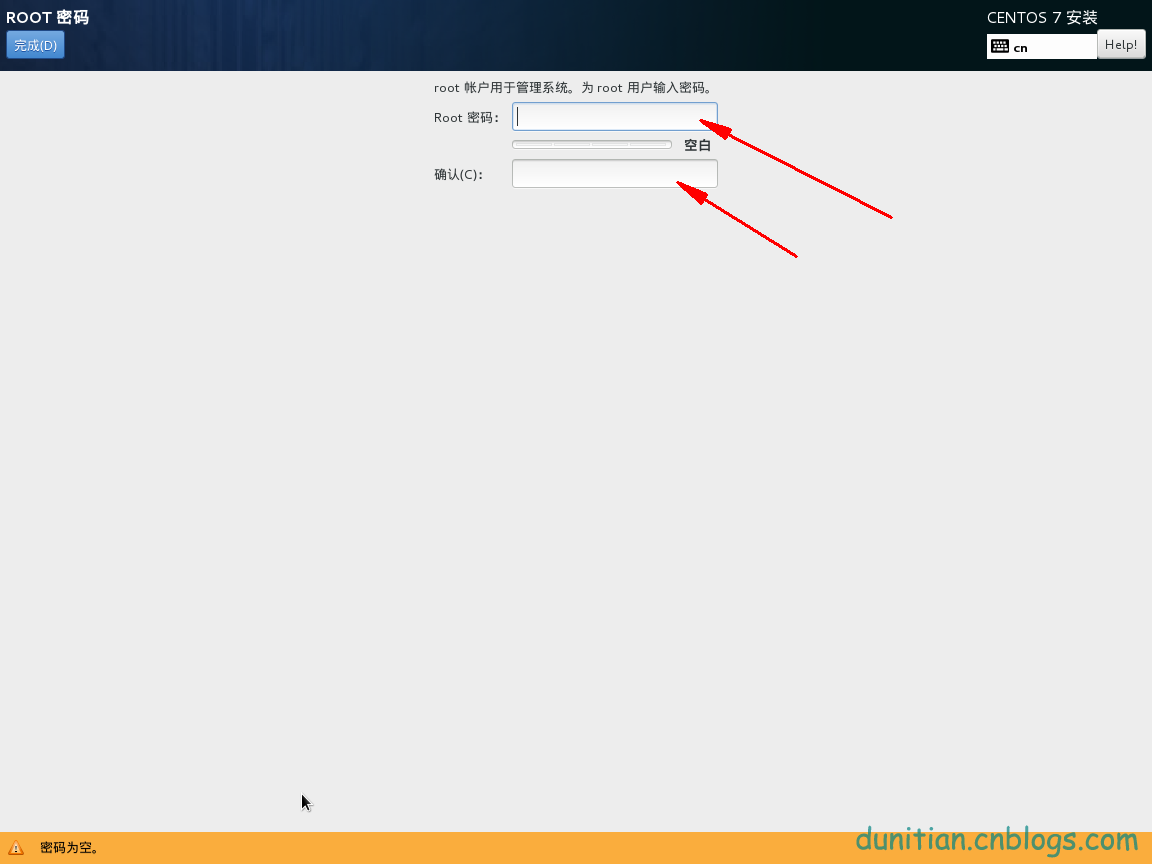 ROOT 密码
CENTOS 7 安装
完成(D)
cn
Help!
root 帐户用于管理系统。为 root 用户输入密码。
Root 密码：
空白
确认(C)：
密码为空。
dunitian.cnblogs.com